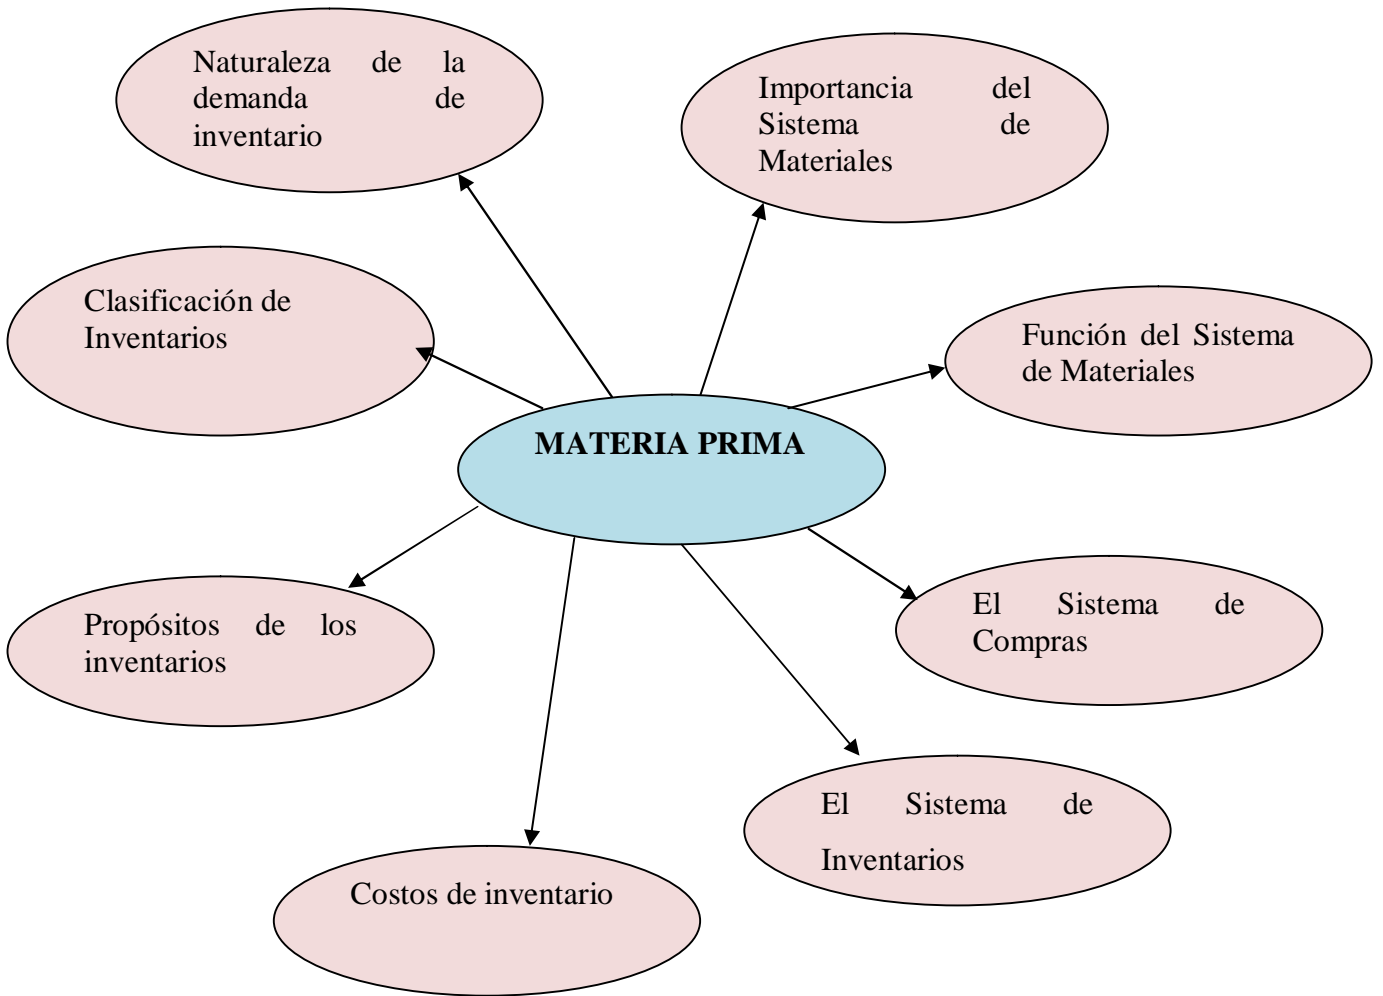 Naturaleza de la
demanda de
inventario
Importancia del
Sistema de
Materiales
Clasificación de
Inventarios
Función del Sistema
de Materiales
MATERIA PRIMA
Propósitos de los
inventarios
El Sistema de
Compras
El Sistema de
Inventarios
Costos de inventario